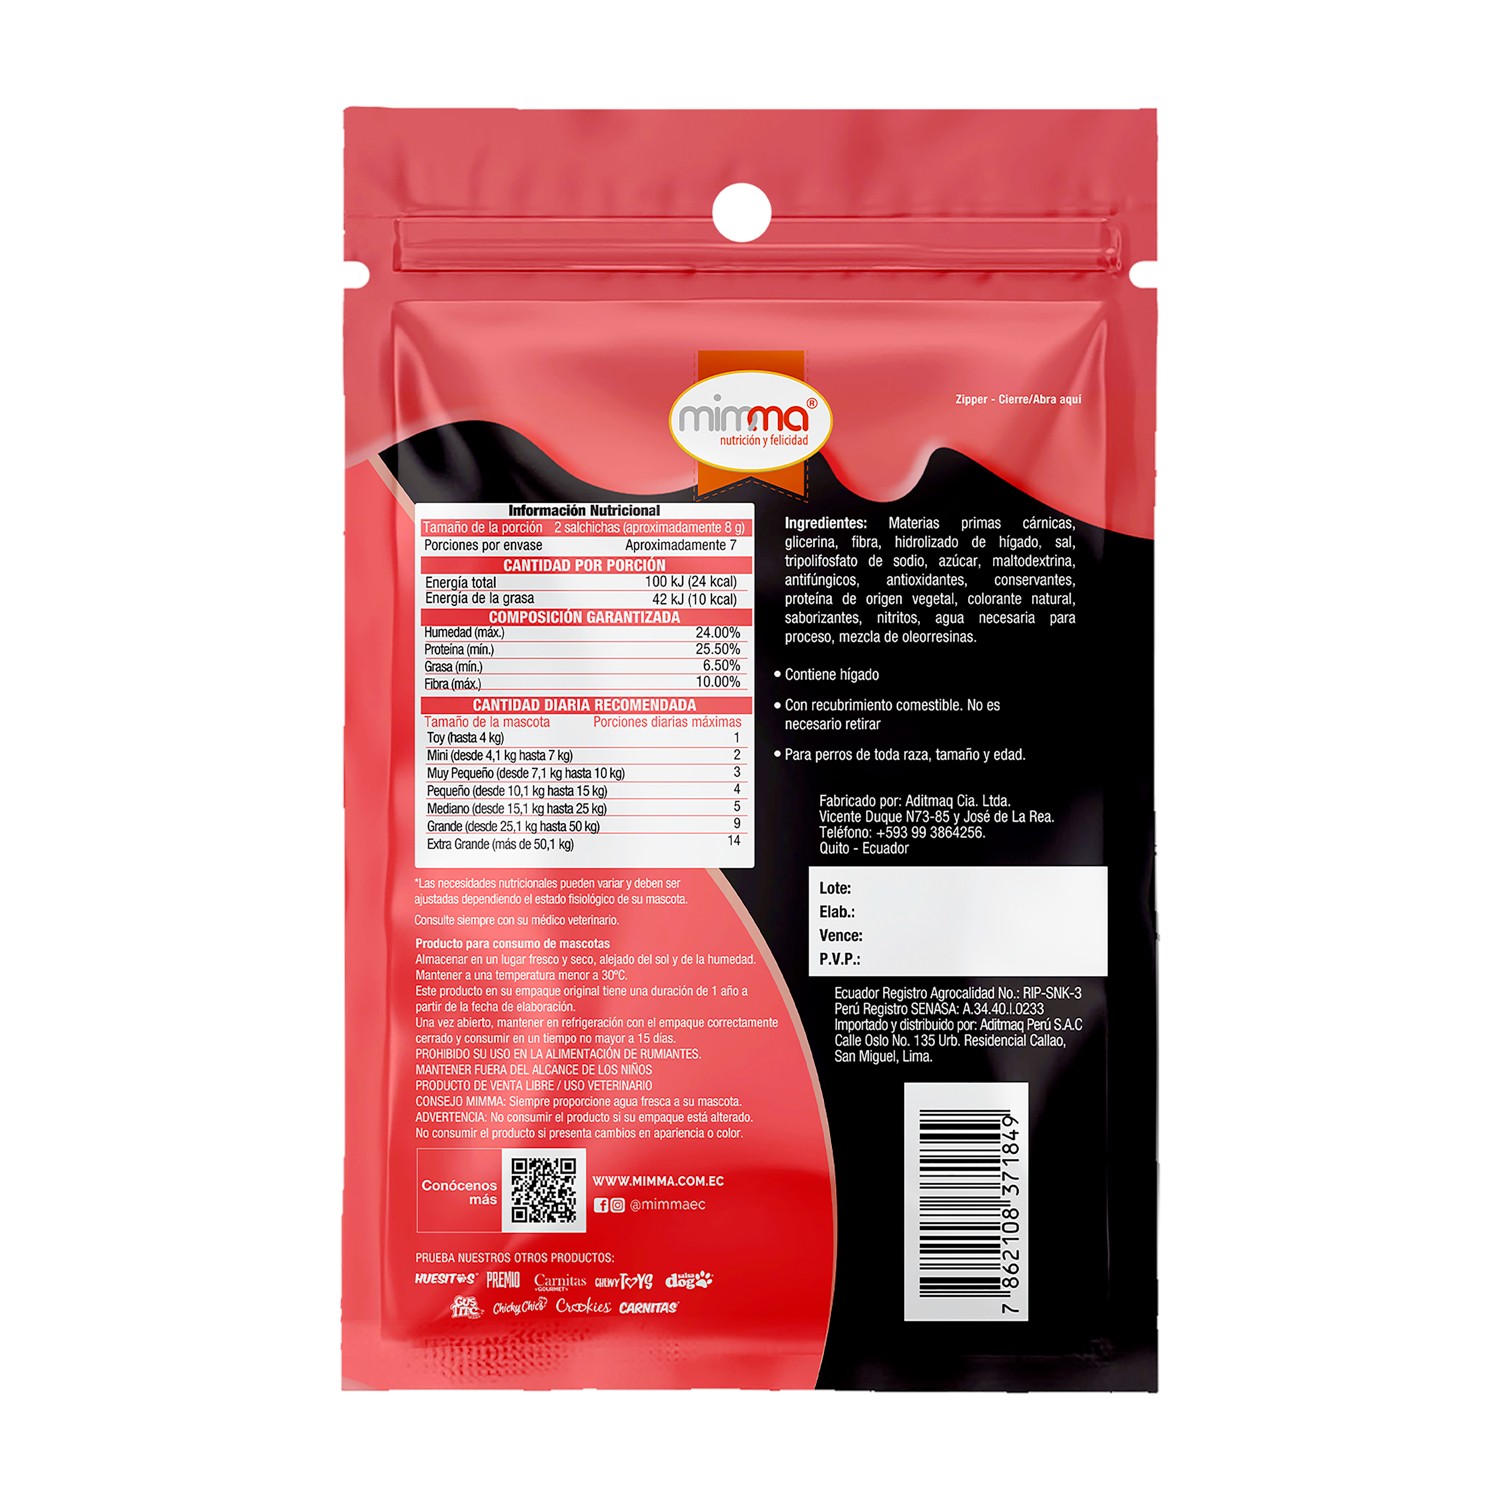 Zipper - Cierre/Abra aquí
mimma®
nutrición y felicidad
Información Nutricional
Tamaño de la porción 2 salchichas (aproximadamente 8 g)
Porciones por envase Aproximadamente 7
CANTIDAD POR PORCIÓN
Energía total 100 kJ (24 kcal)
Energía de la grasa 42 kJ (10 kcal)
COMPOSICIÓN GARANTIZADA
Humedad (máx.) 24.00%
Proteína (mín.) 25.50%
Grasa (mín.) 6.50%
Fibra (máx.) 10.00%
CANTIDAD DIARIA RECOMENDADA
Tamaño de la mascota Porciones diarias máximas
Toy (hasta 4 kg) 1
Mini (desde 4,1 kg hasta 7 kg) 2
Muy Pequeño (desde 7,1 kg hasta 10 kg) 3
Pequeño (desde 10,1 kg hasta 15 kg) 4
Mediano (desde 15,1 kg hasta 25 kg) 5
Grande (desde 25,1 kg hasta 50 kg) 9
Extra Grande (más de 50,1 kg) 14
*Las necesidades nutricionales pueden variar y deben ser
ajustadas dependiendo el estado fisiológico de su mascota.
Consulte siempre con su médico veterinario.
Producto para consumo de mascotas
Almacenar en un lugar fresco y seco, alejado del sol y de la humedad.
Mantener a una temperatura menor a 30ºC.
Este producto en su empaque original tiene una duración de 1 año a
partir de la fecha de elaboración.
Una vez abierto, mantener en refrigeración con el empaque correctamente
cerrado y consumir en un tiempo no mayor a 15 días.
PROHIBIDO SU USO EN LA ALIMENTACIÓN DE RUMIANTES.
MANTENER FUERA DEL ALCANCE DE LOS NIÑOS
PRODUCTO DE VENTA LIBRE / USO VETERINARIO
CONSEJO MIMMA: Siempre proporcione agua fresca a su mascota.
ADVERTENCIA: No consumir el producto si su empaque está alterado.
No consumir el producto si presenta cambios en apariencia o color.
Conócenos
más
WWW.MIMMA.COM.EC
@mimmaec
PRUEBA NUESTROS OTROS PRODUCTOS:
HUESITOS PREMIO Carnitas GOURMET CHEWY TOYS salsa dog
Chicky Chics Crookies CARNITAS
Ingredientes: Materias primas cárnicas,
glicerina, fibra, hidrolizado de hígado, sal,
tripolifosfato de sodio, azúcar, maltodextrina,
antifúngicos, antioxidantes, conservantes,
proteína de origen vegetal, colorante natural,
saborizantes, nitritos, agua necesaria para
proceso, mezcla de oleorresinas.
• Contiene hígado
• Con recubrimiento comestible. No es
necesario retirar
• Para perros de toda raza, tamaño y edad.
Fabricado por: Aditmaq Cia. Ltda.
Vicente Duque N73-85 y José de La Rea.
Teléfono: +593 99 3864256.
Quito - Ecuador
Lote:
Elab.:
Vence:
P.V.P.:
Ecuador Registro Agrocalidad No.: RIP-SNK-3
Perú Registro SENASA: A.34.40.I.0233
Importado y distribuido por: Aditmaq Perú S.A.C
Calle Oslo No. 135 Urb. Residencial Callao,
San Miguel, Lima.
7 862108 371849